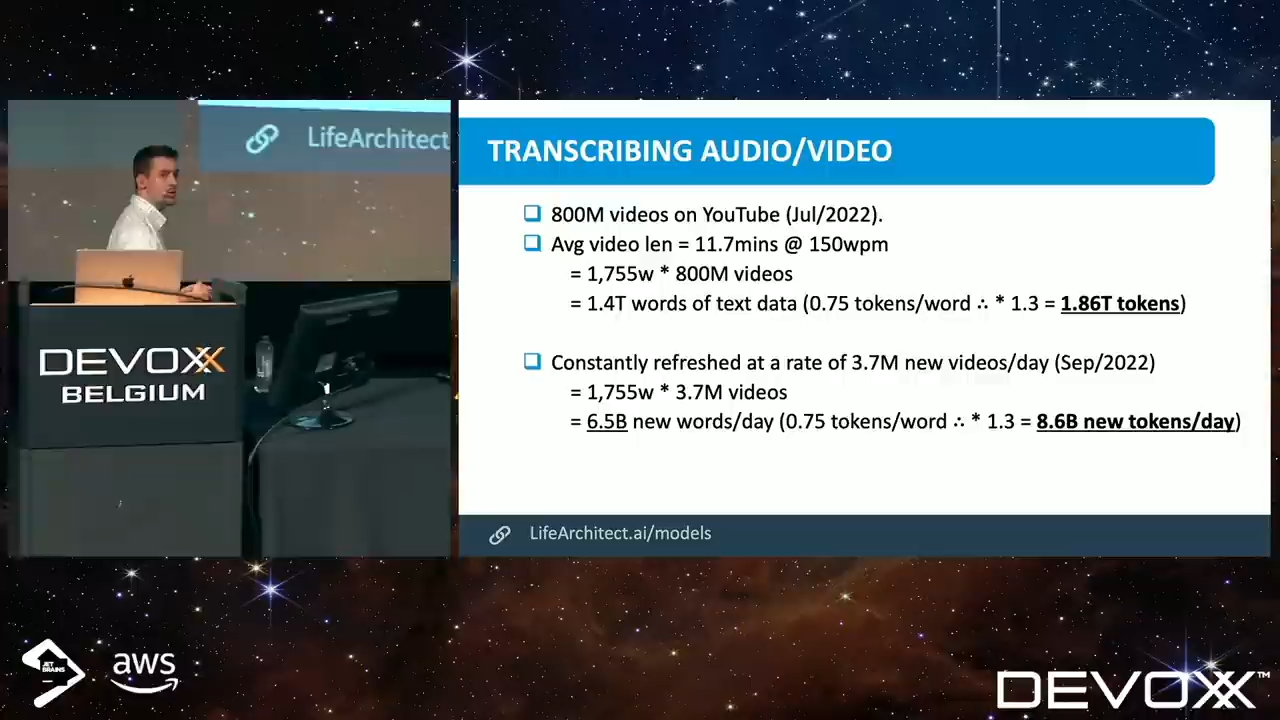 LifeArchitect
DEVOXX
BELGIUM
TRANSCRIBING AUDIO/VIDEO
❑ 800M videos on YouTube (Jul/2022).
❑ Avg video len = 11.7mins @ 150wpm
= 1,755w * 800M videos
= 1.4T words of text data (0.75 tokens/word ∴ * 1.3 = 1.86T tokens)
❑ Constantly refreshed at a rate of 3.7M new videos/day (Sep/2022)
= 1,755w * 3.7M videos
= 6.5B new words/day (0.75 tokens/word ∴ * 1.3 = 8.6B new tokens/day)
LifeArchitect.ai/models
JET
BRAINS
aws
DEVOXX™